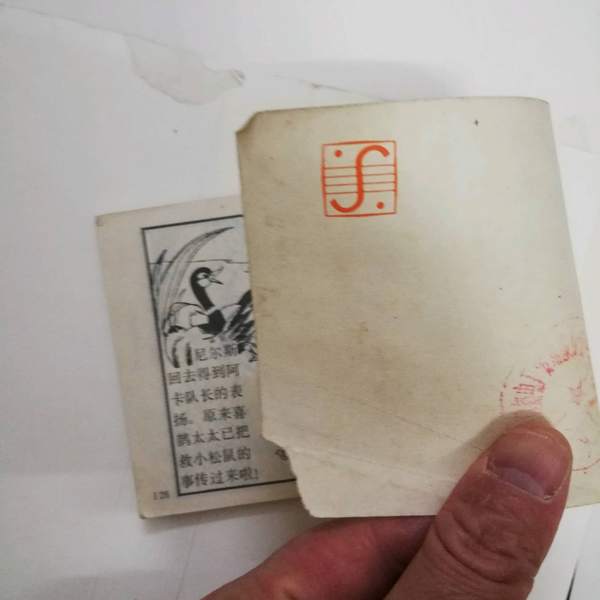 尼尔斯
回去得到阿
卡队长的表
扬。原来喜
鹊太太已把
救小松鼠的
事传过来啦！
126